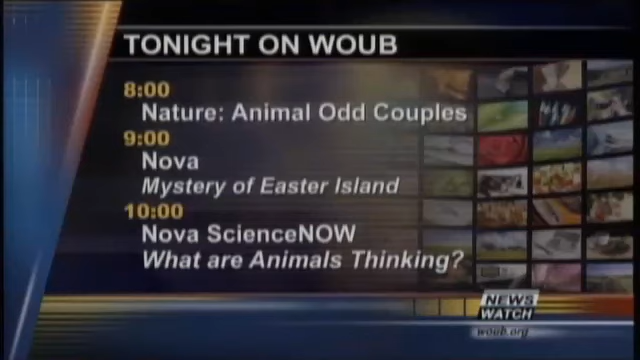 TONIGHT ON WOUB
8:00
Nature: Animal Odd Couples
9:00
Nova
Mystery of Easter Island
10:00
Nova ScienceNOW
What are Animals Thinking?
NEWS
WATCH
woub.org